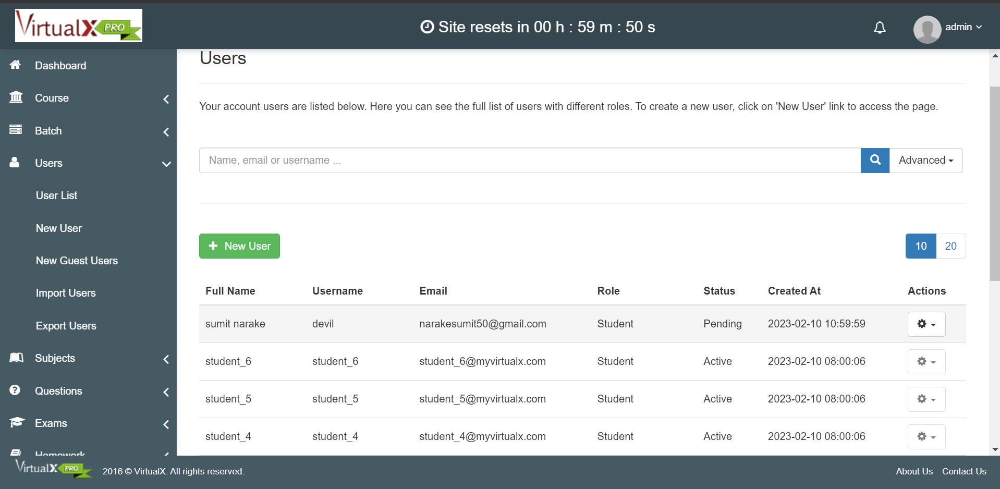 VirtualX PRO
Site resets in 00 h : 59 m : 50 s
admin
Dashboard
Course
Batch
Users
User List
New User
New Guest Users
Import Users
Export Users
Subjects
Questions
Exams
Homework
Users
Your account users are listed below. Here you can see the full list of users with different roles. To create a new user, click on 'New User' link to access the page.
Name, email or username ...
Advanced
New User
10 20
Full Name Username Email Role Status Created At Actions
sumit narake devil narakesumit50@gmail.com Student Pending 2023-02-10 10:59:59
student_6 student_6 student_6@myvirtualx.com Student Active 2023-02-10 08:00:06
student_5 student_5 student_5@myvirtualx.com Student Active 2023-02-10 08:00:06
student_4 student_4 student_4@myvirtualx.com Student Active 2023-02-10 08:00:06
VirtualX PRO
2016 © VirtualX. All rights reserved.
About Us Contact Us